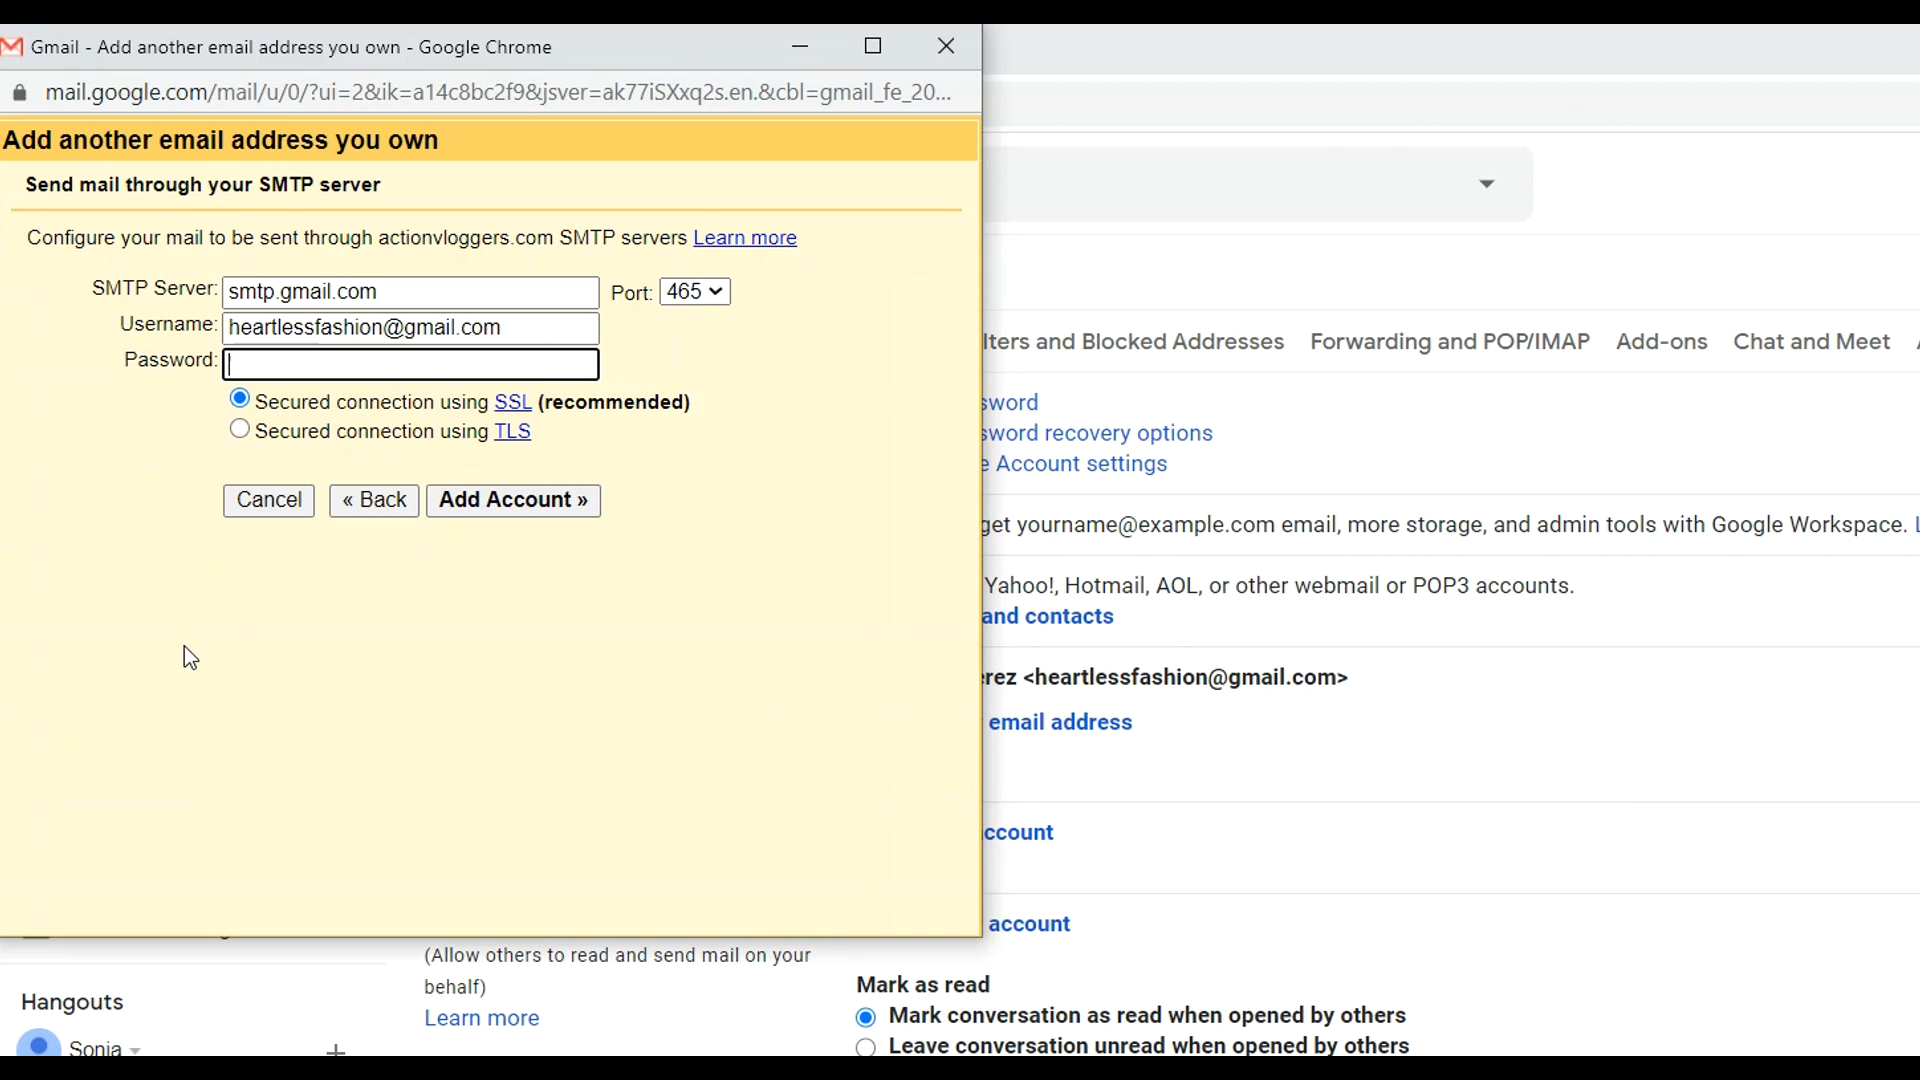 Gmail - Add another email address you own - Google Chrome
mail.google.com/mail/u/0/?ui=2&ik=a14c8bc2f9&jsver=ak77iSXxq2s.en.&cbl=gmail_fe_20...
Add another email address you own
Send mail through your SMTP server
Configure your mail to be sent through actionvloggers.com SMTP servers Learn more
SMTP Server: smtp.gmail.com Port: 465
Username: heartlessfashion@gmail.com
Password:
Secured connection using SSL (recommended)
Secured connection using TLS
Cancel « Back Add Account »
lters and Blocked Addresses Forwarding and POP/IMAP Add-ons Chat and Meet
sword
sword recovery options
e Account settings
get yourname@example.com email, more storage, and admin tools with Google Workspace.
Yahoo!, Hotmail, AOL, or other webmail or POP3 accounts.
and contacts
erez <heartlessfashion@gmail.com>
email address
ccount
account
(Allow others to read and send mail on your
behalf)
Learn more
Mark as read
Mark conversation as read when opened by others
Leave conversation unread when opened by others
Hangouts
Sonia